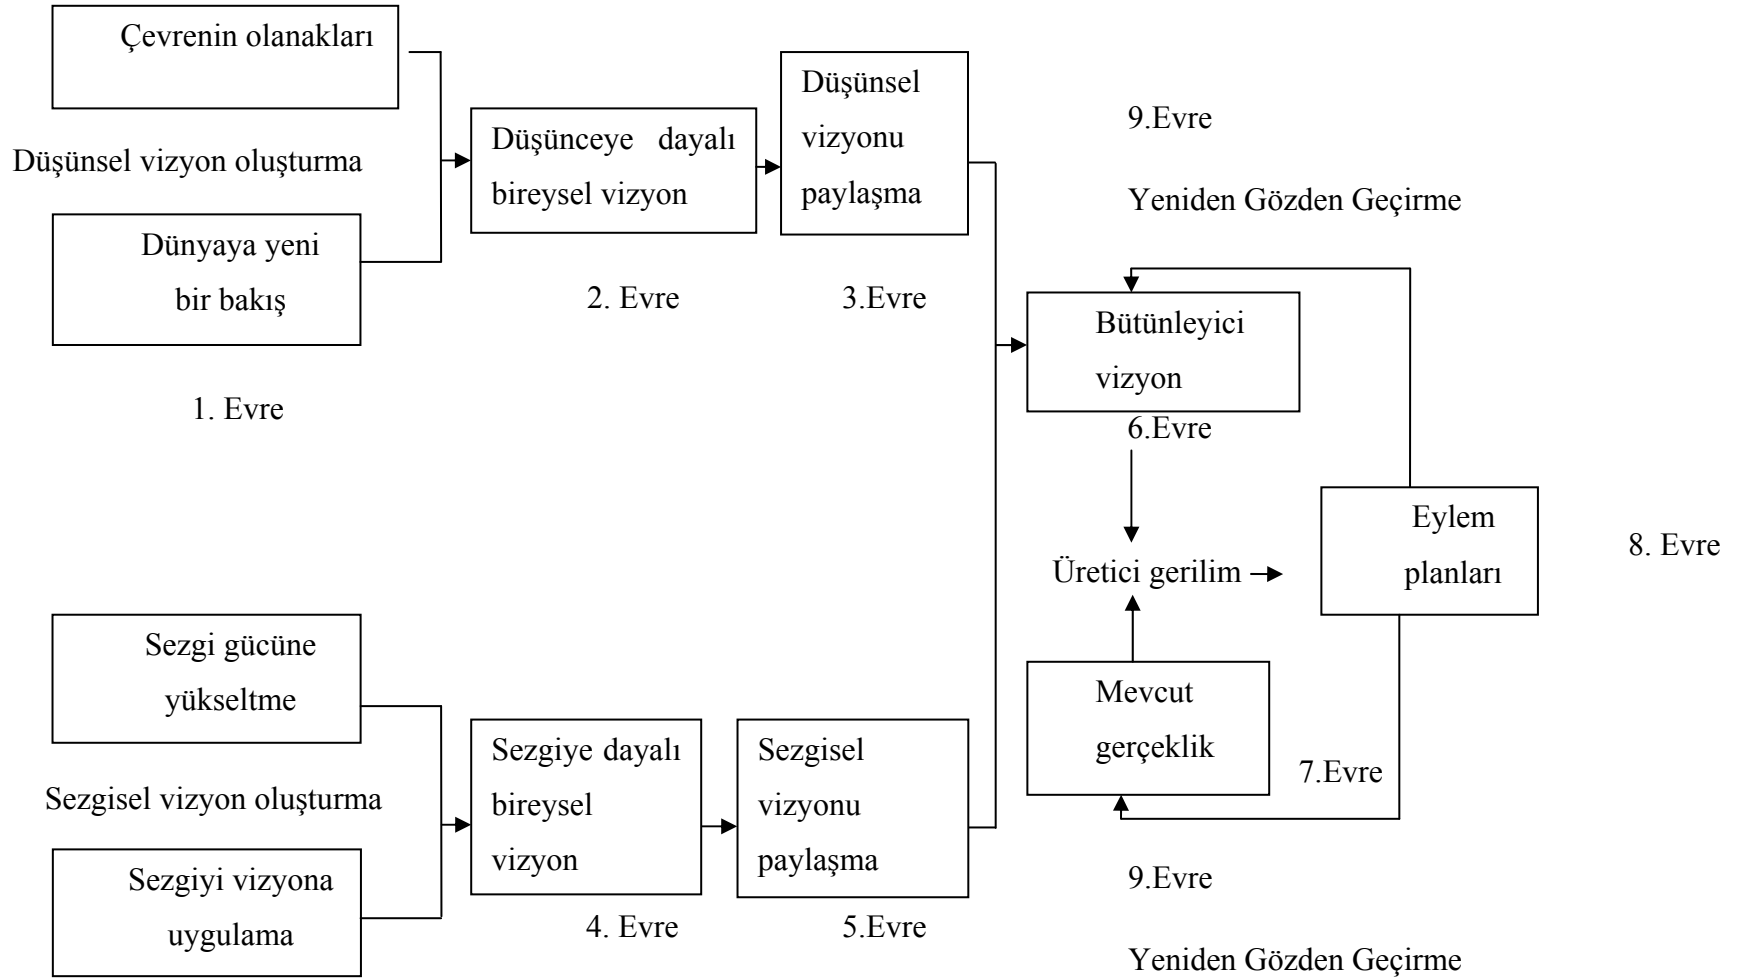 Çevrenin olanakları
Düşünsel vizyon oluşturma
Dünyaya yeni
bir bakış
1. Evre
Düşünceye dayalı
bireysel vizyon
2. Evre
Düşünsel
vizyonu
paylaşma
3.Evre
9.Evre
Yeniden Gözden Geçirme
Bütünleyici
vizyon
6.Evre
Üretici gerilim
Eylem
planları
8. Evre
Mevcut
gerçeklik
7.Evre
Sezgi gücüne
yükseltme
Sezgisel vizyon oluşturma
Sezgiyi vizyona
uygulama
Sezgiye dayalı
bireysel
vizyon
4. Evre
Sezgisel
vizyonu
paylaşma
5.Evre
9.Evre
Yeniden Gözden Geçirme